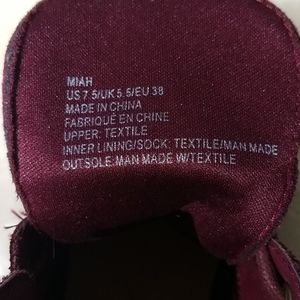 MIAH
US 7.5/UK 5.5/EU 38
MADE IN CHINA
FABRIQUÉ EN CHINE
UPPER: TEXTILE
INNER LINING/SOCK: TEXTILE/MAN MADE
OUTSOLE:MAN MADE W/TEXTILE